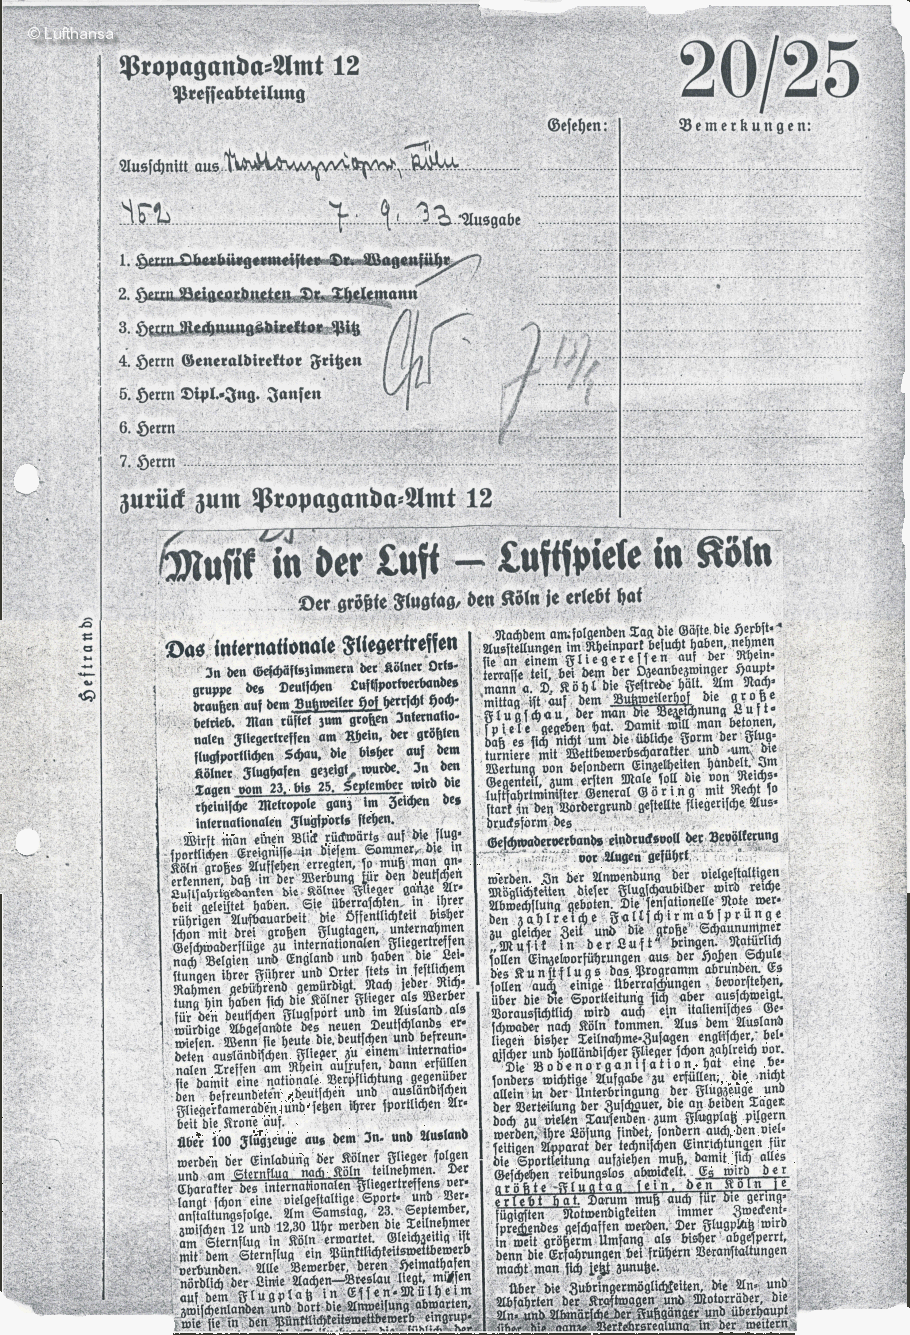 © Lufthansa
Propaganda-Amt 12
Presseabteilung
20/25
Gesehen:
Bemerkungen:
Ausschnitt aus Köln
452 7. 9. 33 Ausgabe
1. Herrn Oberbürgermeister Dr. Wagenführ
2. Herrn Beigeordneten Dr. Thelemann
3. Herrn Rechnungsdirektor Pitz
4. Herrn Generaldirektor Fritzen
5. Herrn Dipl.-Ing. Jansen
6. Herrn
7. Herrn
zurück zum Propaganda-Amt 12
Heftrand
Musik in der Luft — Luftspiele in Köln
Der größte Flugtag, den Köln je erlebt hat
Das internationale Fliegertreffen
In den Geschäftszimmern der Kölner Orts-
gruppe des Deutschen Luftsportverbandes
draußen auf dem Butzweiler Hof herrscht Hoch-
betrieb. Man rüstet zum großen Internatio-
nalen Fliegertreffen am Rhein, der größten
flugsportlichen Schau, die bisher auf dem
Kölner Flughafen gezeigt wurde. In den
Tagen vom 23. bis 25. September wird die
rheinische Metropole ganz im Zeichen des
internationalen Flugsports stehen.
Wirft man einen Blick rückwärts auf die flug-
sportlichen Ereignisse in diesem Sommer, die in
Köln großes Aufsehen erregten, so muß man an-
erkennen, daß in der Werbung für den deutschen
Luftfahrtgedanken die Kölner Flieger ganze Ar-
beit geleistet haben. Sie überraschten in ihrer
rührigen Aufbauarbeit die Öffentlichkeit bisher
schon mit drei großen Flugtagen, unternahmen
Geschwaderflüge zu internationalen Fliegertreffen
nach Belgien und England und haben die Lei-
stungen ihrer Führer und Orter stets in festlichem
Rahmen gebührend gewürdigt. Nach jeder Rich-
tung hin haben sich die Kölner Flieger als Werber
für den deutschen Flugsport und im Ausland als
würdige Abgesandte des neuen Deutschlands er-
wiesen. Wenn sie heute die deutschen und befreun-
deten ausländischen Flieger zu einem internatio-
nalen Treffen am Rhein aufrufen, dann erfüllen
sie damit eine nationale Verpflichtung gegenüber
den befreundeten deutschen und ausländischen
Fliegerkameraden und setzen ihrer sportlichen Ar-
beit die Krone auf.
Über 100 Flugzeuge aus dem In- und Ausland
werden der Einladung der Kölner Flieger folgen
und am Sternflug nach Köln teilnehmen. Der
Charakter des internationalen Fliegertreffens ver-
langt schon eine vielgestaltige Sport- und Ver-
anstaltungsfolge. Am Samstag, 23. September,
zwischen 12 und 12,30 Uhr werden die Teilnehmer
am Sternflug in Köln erwartet. Gleichzeitig ist
mit dem Sternflug ein Pünktlichkeitswettbewerb
verbunden. Alle Bewerber, deren Heimathafen
nördlich der Linie Aachen—Breslau liegt, müssen
auf dem Flugplatz in Essen-Mülheim
zwischenlanden und dort die Anweisung abwarten,
wie sie in den Pünktlichkeitswettbewerb eingrup-
Nachdem am folgenden Tag die Gäste die Herbst-
Ausstellungen im Rheinpark besucht haben, nehmen
sie an einem Fliegeressen auf der Rhein-
terrasse teil, bei dem der Ozeanbezwinger Haupt-
mann a. D. Köhl die Festrede hält. Am Nach-
mittag ist auf dem Butzweilerhof die große
Flugschau, der man die Bezeichnung Luft-
spiele gegeben hat. Damit will man betonen,
daß es sich nicht um die übliche Form der Flug-
turniere mit Wettbewerbscharakter und um die
Wertung von besondern Einzelheiten handelt. Im
Gegenteil, zum ersten Male soll die von Reichs-
luftfahrtminister General Göring mit Recht so
stark in den Vordergrund gestellte fliegerische Aus-
drucksform des
Geschwaderverbands eindrucksvoll der Bevölkerung
vor Augen geführt
werden. In der Anwendung der vielgestaltigen
Möglichkeiten dieser Flugschaubilder wird reiche
Abwechslung geboten. Die sensationelle Note wer-
den zahlreiche Fallschirmabsprünge
zu gleicher Zeit und die große Schaunummer
„Musik in der Luft“ bringen. Natürlich
sollen Einzelvorführungen aus der Hohen Schule
des Kunstflugs das Programm abrunden. Es
sollen auch einige Überraschungen bevorstehen,
über die die Sportleitung sich aber ausschweigt.
Voraussichtlich wird auch ein italienisches Ge-
schwader nach Köln kommen. Aus dem Ausland
liegen bisher Teilnahme-Zusagen englischer, bel-
gischer und holländischer Flieger schon zahlreich vor.
Die Bodenorganisation hat eine be-
sonders wichtige Aufgabe zu erfüllen, die nicht
allein in der Unterbringung der Flugzeuge und
der Verteilung der Zuschauer, die an beiden Tagen
doch zu vielen Tausenden zum Flugplatz pilgern
werden, ihre Lösung findet, sondern auch den viel-
seitigen Apparat der technischen Einrichtungen für
die Sportleitung aufziehen muß, damit sich alles
Geschehen reibungslos abwickelt. Es wird der
größte Flugtag sein, den Köln je
erlebt hat. Darum muß auch für die gering-
fügigsten Notwendigkeiten immer Zweckent-
sprechendes geschaffen werden. Der Flugplatz wird
in weit größerm Umfang als bisher abgesperrt,
denn die Erfahrungen bei frühern Veranstaltungen
macht man sich jetzt zunutze.
Über die Zubringermöglichkeiten, die An- und
Abfahrten der Kraftwagen und Motorräder, die
An- und Abmärsche der Fußgänger und überhaupt
über die ganze Verkehrsregelung in der weitern